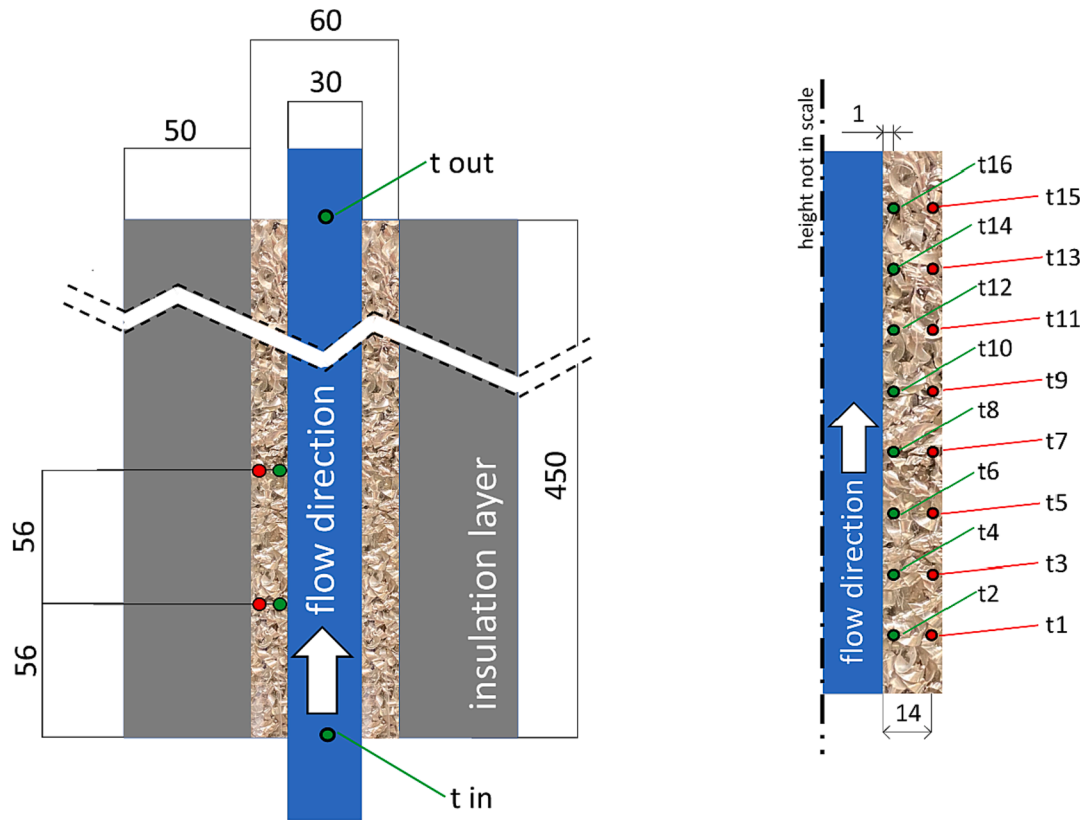 60
30
50
t out
flow direction
insulation layer
450
56
56
t in
height not in scale
1
t16
t15
t14
t13
t12
t11
t10
t9
t8
t7
t6
t5
t4
t3
t2
t1
flow direction
14